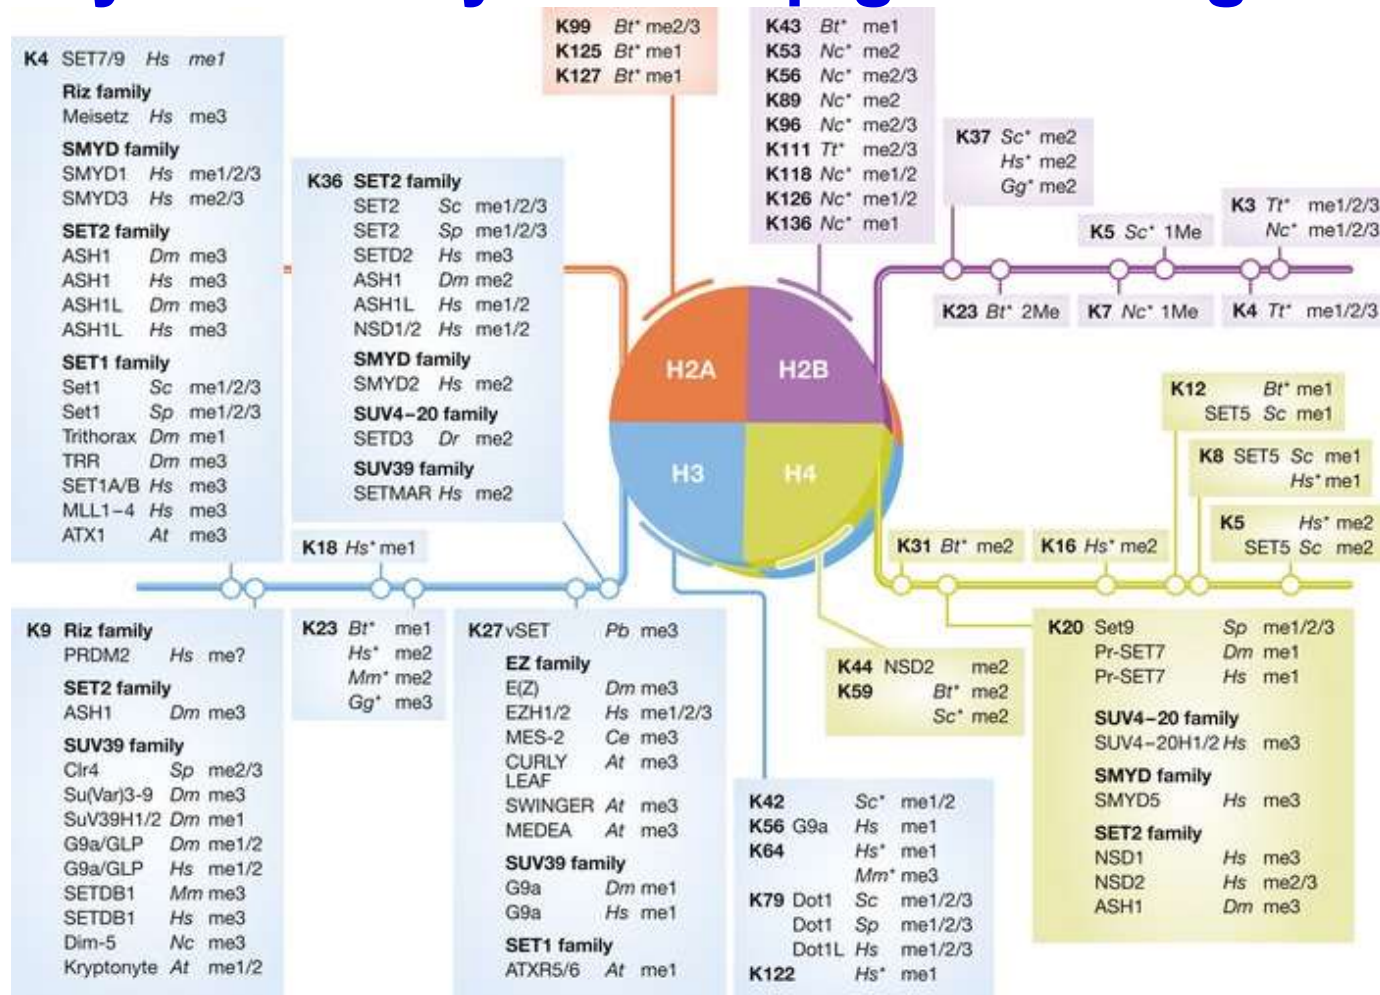 K4 SET7/9 Hs me1
Riz family
Meisetz Hs me3
SMYD family
SMYD1 Hs me1/2/3
SMYD3 Hs me2/3
SET2 family
ASH1 Dm me3
ASH1 Hs me3
ASH1L Dm me3
ASH1L Hs me3
SET1 family
Set1 Sc me1/2/3
Set1 Sp me1/2/3
Trithorax Dm me1
TRR Dm me3
SET1A/B Hs me3
MLL1–4 Hs me3
ATX1 At me3
K36 SET2 family
SET2 Sc me1/2/3
SET2 Sp me1/2/3
SETD2 Hs me3
ASH1 Dm me2
ASH1L Hs me1/2
NSD1/2 Hs me1/2
SMYD family
SMYD2 Hs me2
SUV4–20 family
SETD3 Dr me2
SUV39 family
SETMAR Hs me2
K99 Bt* me2/3
K125 Bt* me1
K127 Bt* me1
K43 Bt* me1
K53 Nc* me2
K56 Nc* me2/3
K89 Nc* me2
K96 Nc* me2/3
K111 Tt* me2/3
K118 Nc* me1/2
K126 Nc* me1/2
K136 Nc* me1
K37 Sc* me2
Hs* me2
Gg* me2
K5 Sc* 1Me
K3 Tt* me1/2/3
Nc* me1/2/3
K23 Bt* 2Me
K7 Nc* 1Me
K4 Tt* me1/2/3
H2A
H2B
H3
H4
K12 Bt* me1
SET5 Sc me1
K8 SET5 Sc me1
Hs* me1
K5 Hs* me2
SET5 Sc me2
K31 Bt* me2
K16 Hs* me2
K18 Hs* me1
K9 Riz family
PRDM2 Hs me?
SET2 family
ASH1 Dm me3
SUV39 family
Clr4 Sp me2/3
Su(Var)3-9 Dm me3
SuV39H1/2 Dm me1
G9a/GLP Dm me1/2
G9a/GLP Hs me1/2
SETDB1 Mm me3
SETDB1 Hs me3
Dim-5 Nc me3
Kryptonyte At me1/2
K23 Bt* me1
Hs* me2
Mm* me2
Gg* me3
K27 vSET Pb me3
EZ family
E(Z) Dm me3
EZH1/2 Hs me1/2/3
MES-2 Ce me3
CURLY At me3
LEAF
SWINGER At me3
MEDEA At me3
SUV39 family
G9a Dm me1
G9a Hs me1
SET1 family
ATXR5/6 At me1
K44 NSD2 me2
K59 Bt* me2
Sc* me2
K42 Sc* me1/2
K56 G9a Hs me1
K64 Hs* me1
Mm* me3
K79 Dot1 Sc me1/2/3
Dot1 Sp me1/2/3
Dot1L Hs me1/2/3
K122 Hs* me1
K20 Set9 Sp me1/2/3
Pr-SET7 Dm me1
Pr-SET7 Hs me1
SUV4–20 family
SUV4–20H1/2 Hs me3
SMYD family
SMYD5 Hs me3
SET2 family
NSD1 Hs me3
NSD2 Hs me2/3
ASH1 Dm me3